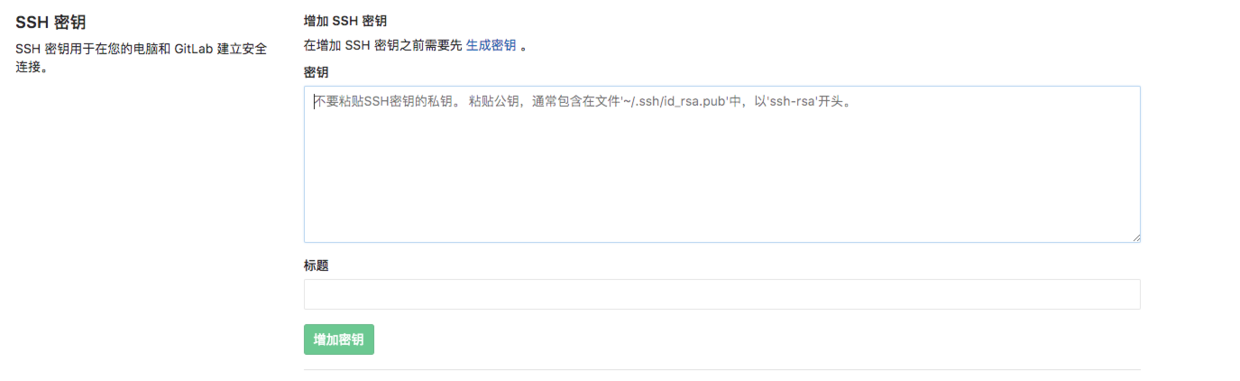 SSH 密钥
SSH 密钥用于在您的电脑和 GitLab 建立安全
连接。
增加 SSH 密钥
在增加 SSH 密钥之前需要先 生成密钥 。
密钥
不要粘贴SSH密钥的私钥。 粘贴公钥，通常包含在文件'~/.ssh/id_rsa.pub'中，以'ssh-rsa'开头。
标题
增加密钥